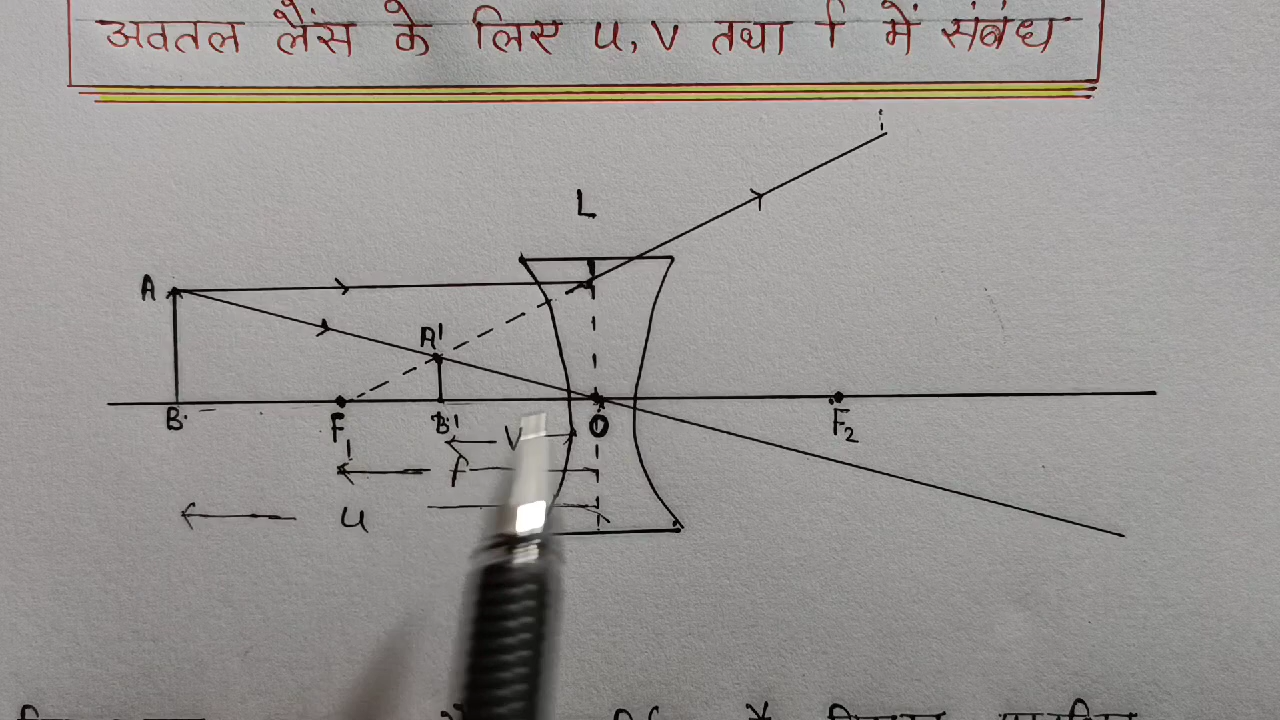 अवतल लैंस के लिए u, v तथा f में संबंध
L
A
A'
B
F1
B'
O
F2
v
f
u